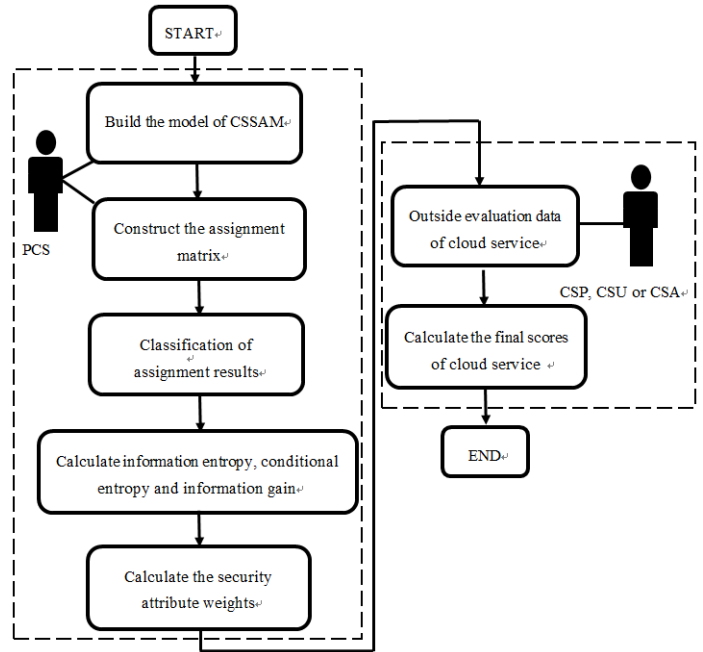 START
Build the model of CSSAM
PCS
Construct the assignment
matrix
Classification of
assignment results
Calculate information entropy, conditional
entropy and information gain
Calculate the security
attribute weights
Outside evaluation data
of cloud service
CSP, CSU or CSA
Calculate the final scores
of cloud service
END